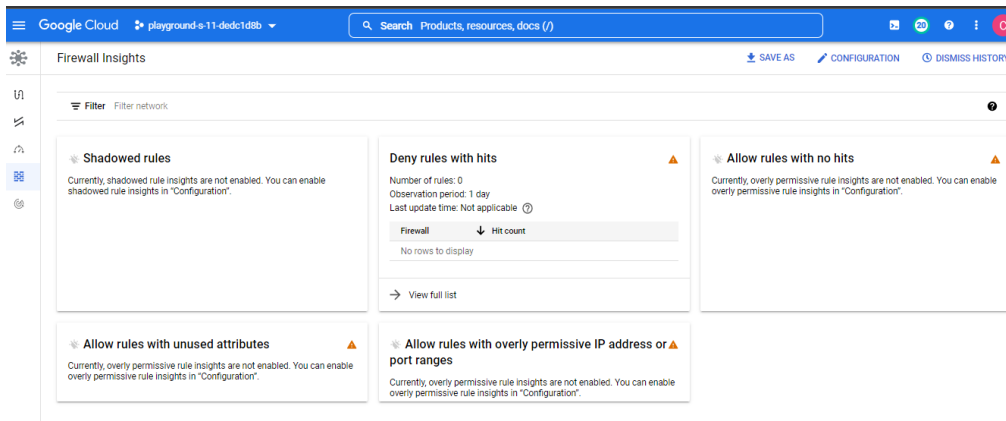 Google Cloud playground-s-11-dedc1d8b Search Products, resources, docs (/) 20 C
Firewall Insights SAVE AS CONFIGURATION DISMISS HISTORY
Filter Filter network
Shadowed rules
Currently, shadowed rule insights are not enabled. You can enable
shadowed rule insights in "Configuration".
Deny rules with hits
Number of rules: 0
Observation period: 1 day
Last update time: Not applicable
Firewall Hit count
No rows to display
View full list
Allow rules with no hits
Currently, overly permissive rule insights are not enabled. You can enable
overly permissive rule insights in "Configuration".
Allow rules with unused attributes
Currently, overly permissive rule insights are not enabled. You can enable
overly permissive rule insights in "Configuration".
Allow rules with overly permissive IP address or
port ranges
Currently, overly permissive rule insights are not enabled. You can enable
overly permissive rule insights in "Configuration".